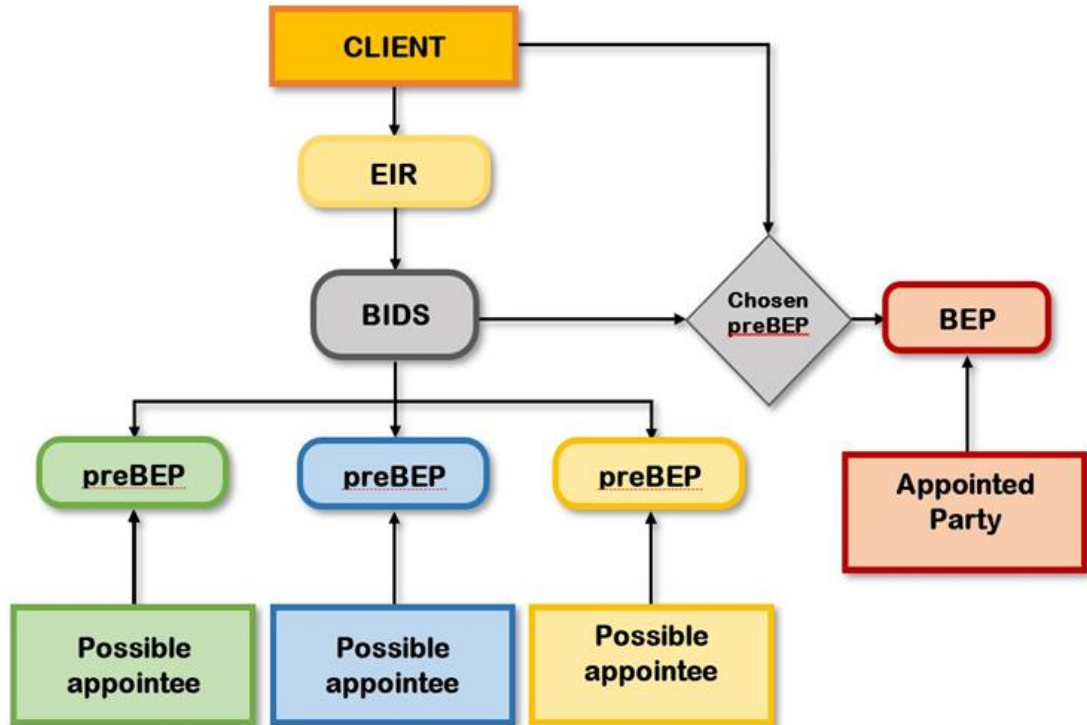 CLIENT
EIR
BIDS
Chosen
preBEP
BEP
preBEP
preBEP
preBEP
Appointed
Party
Possible
appointee
Possible
appointee
Possible
appointee